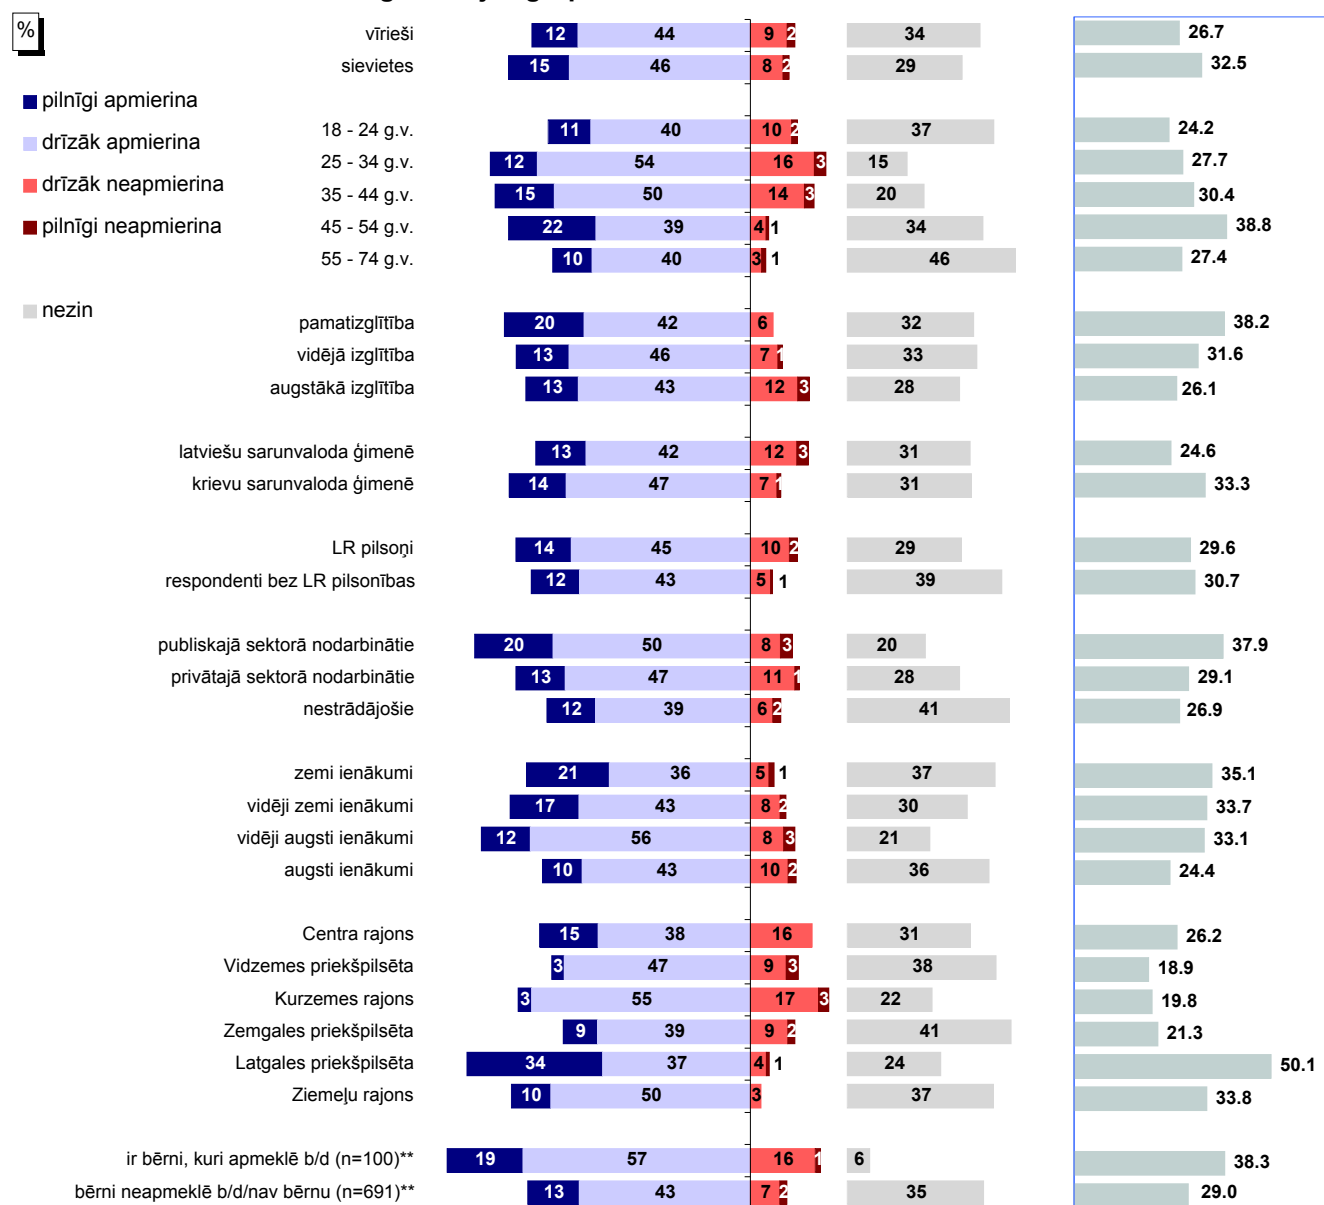 %
pilnīgi apmierina
drīzāk apmierina
drīzāk neapmierina
pilnīgi neapmierina
nezin
vīrieši 12 44 9 2 34 26.7
sievietes 15 46 8 2 29 32.5
18 - 24 g.v. 11 40 10 2 37 24.2
25 - 34 g.v. 12 54 16 3 15 27.7
35 - 44 g.v. 15 50 14 3 20 30.4
45 - 54 g.v. 22 39 4 1 34 38.8
55 - 74 g.v. 10 40 3 1 46 27.4
pamatizglītība 20 42 6 32 38.2
vidējā izglītība 13 46 7 1 33 31.6
augstākā izglītība 13 43 12 3 28 26.1
latviešu sarunvaloda ģimenē 13 42 12 3 31 24.6
krievu sarunvaloda ģimenē 14 47 7 1 31 33.3
LR pilsoņi 14 45 10 2 29 29.6
respondenti bez LR pilsonības 12 43 5 1 39 30.7
publiskajā sektorā nodarbinātie 20 50 8 3 20 37.9
privātajā sektorā nodarbinātie 13 47 11 1 28 29.1
nestrādājošie 12 39 6 2 41 26.9
zemi ienākumi 21 36 5 1 37 35.1
vidēji zemi ienākumi 17 43 8 2 30 33.7
vidēji augsti ienākumi 12 56 8 3 21 33.1
augsti ienākumi 10 43 10 2 36 24.4
Centra rajons 15 38 16 31 26.2
Vidzemes priekšpilsēta 3 47 9 3 38 18.9
Kurzemes rajons 3 55 17 3 22 19.8
Zemgales priekšpilsēta 9 39 9 2 41 21.3
Latgales priekšpilsēta 34 37 4 1 24 50.1
Ziemeļu rajons 10 50 3 37 33.8
ir bērni, kuri apmeklē b/d (n=100)** 19 57 16 1 6 38.3
bērni neapmeklē b/d/nav bērnu (n=691)** 13 43 7 2 35 29.0